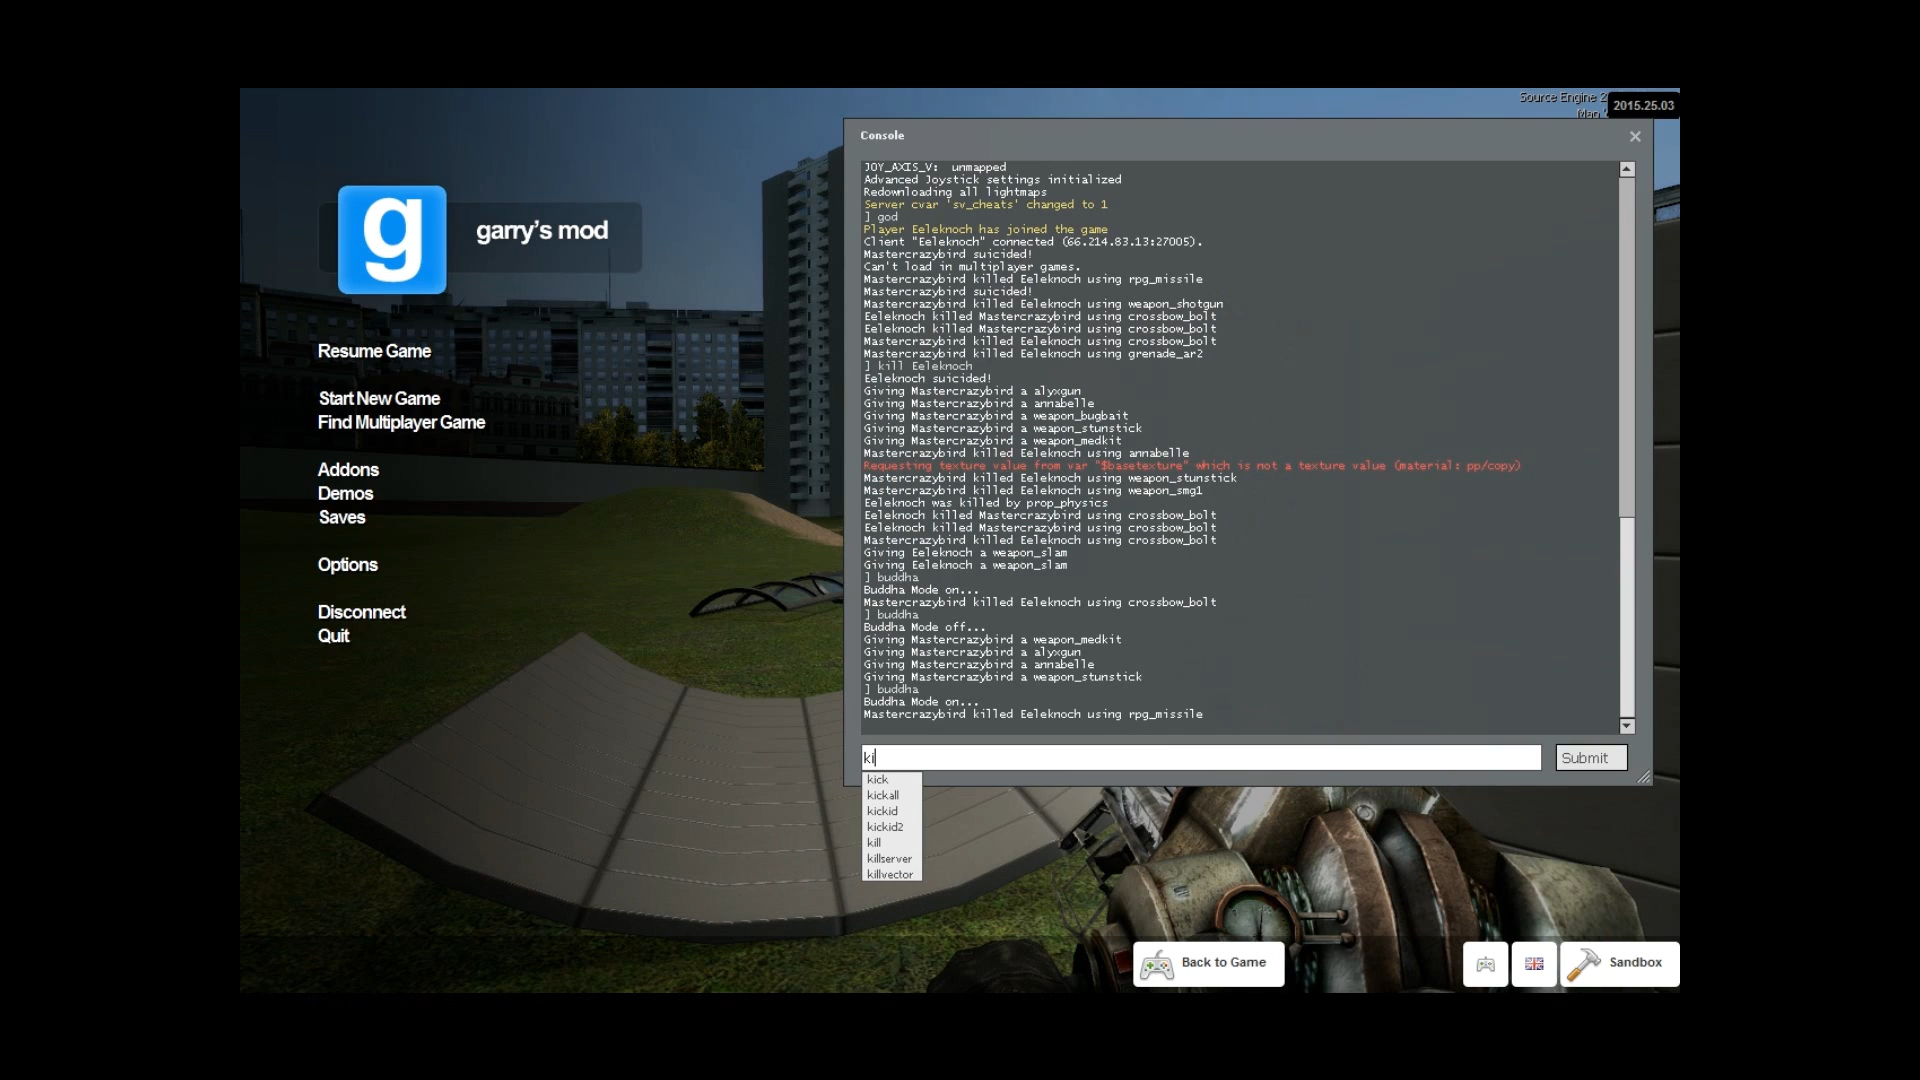 Source Engine 2
Map '
2015.25.03
g
garry's mod
Resume Game
Start New Game
Find Multiplayer Game
Addons
Demos
Saves
Options
Disconnect
Quit
Console
JOY_AXIS_V: unmapped
Advanced Joystick settings initialized
Redownloading all lightmaps
Server cvar 'sv_cheats' changed to 1
] god
Player Eeleknoch has joined the game
Client "Eeleknoch" connected (66.214.83.13:27005).
Mastercrazybird suicided!
Can't load in multiplayer games.
Mastercrazybird killed Eeleknoch using rpg_missile
Mastercrazybird suicided!
Mastercrazybird killed Eeleknoch using weapon_shotgun
Eeleknoch killed Mastercrazybird using crossbow_bolt
Eeleknoch killed Mastercrazybird using crossbow_bolt
Mastercrazybird killed Eeleknoch using crossbow_bolt
Mastercrazybird killed Eeleknoch using grenade_ar2
] kill Eeleknoch
Eeleknoch suicided!
Giving Mastercrazybird a alyxgun
Giving Mastercrazybird a annabelle
Giving Mastercrazybird a weapon_bugbait
Giving Mastercrazybird a weapon_stunstick
Giving Mastercrazybird a weapon_medkit
Mastercrazybird killed Eeleknoch using annabelle
Requesting texture value from var "$basetexture" which is not a texture value (material: pp/copy)
Mastercrazybird killed Eeleknoch using weapon_stunstick
Mastercrazybird killed Eeleknoch using weapon_smg1
Eeleknoch was killed by prop_physics
Eeleknoch killed Mastercrazybird using crossbow_bolt
Eeleknoch killed Mastercrazybird using crossbow_bolt
Mastercrazybird killed Eeleknoch using crossbow_bolt
Giving Eeleknoch a weapon_slam
Giving Eeleknoch a weapon_slam
] buddha
Buddha Mode on...
Mastercrazybird killed Eeleknoch using crossbow_bolt
] buddha
Buddha Mode off...
Giving Mastercrazybird a weapon_medkit
Giving Mastercrazybird a alyxgun
Giving Mastercrazybird a annabelle
Giving Mastercrazybird a weapon_stunstick
] buddha
Buddha Mode on...
Mastercrazybird killed Eeleknoch using rpg_missile
ki
Submit
kick
kickall
kickid
kickid2
kill
killserver
killvector
Back to Game
Sandbox